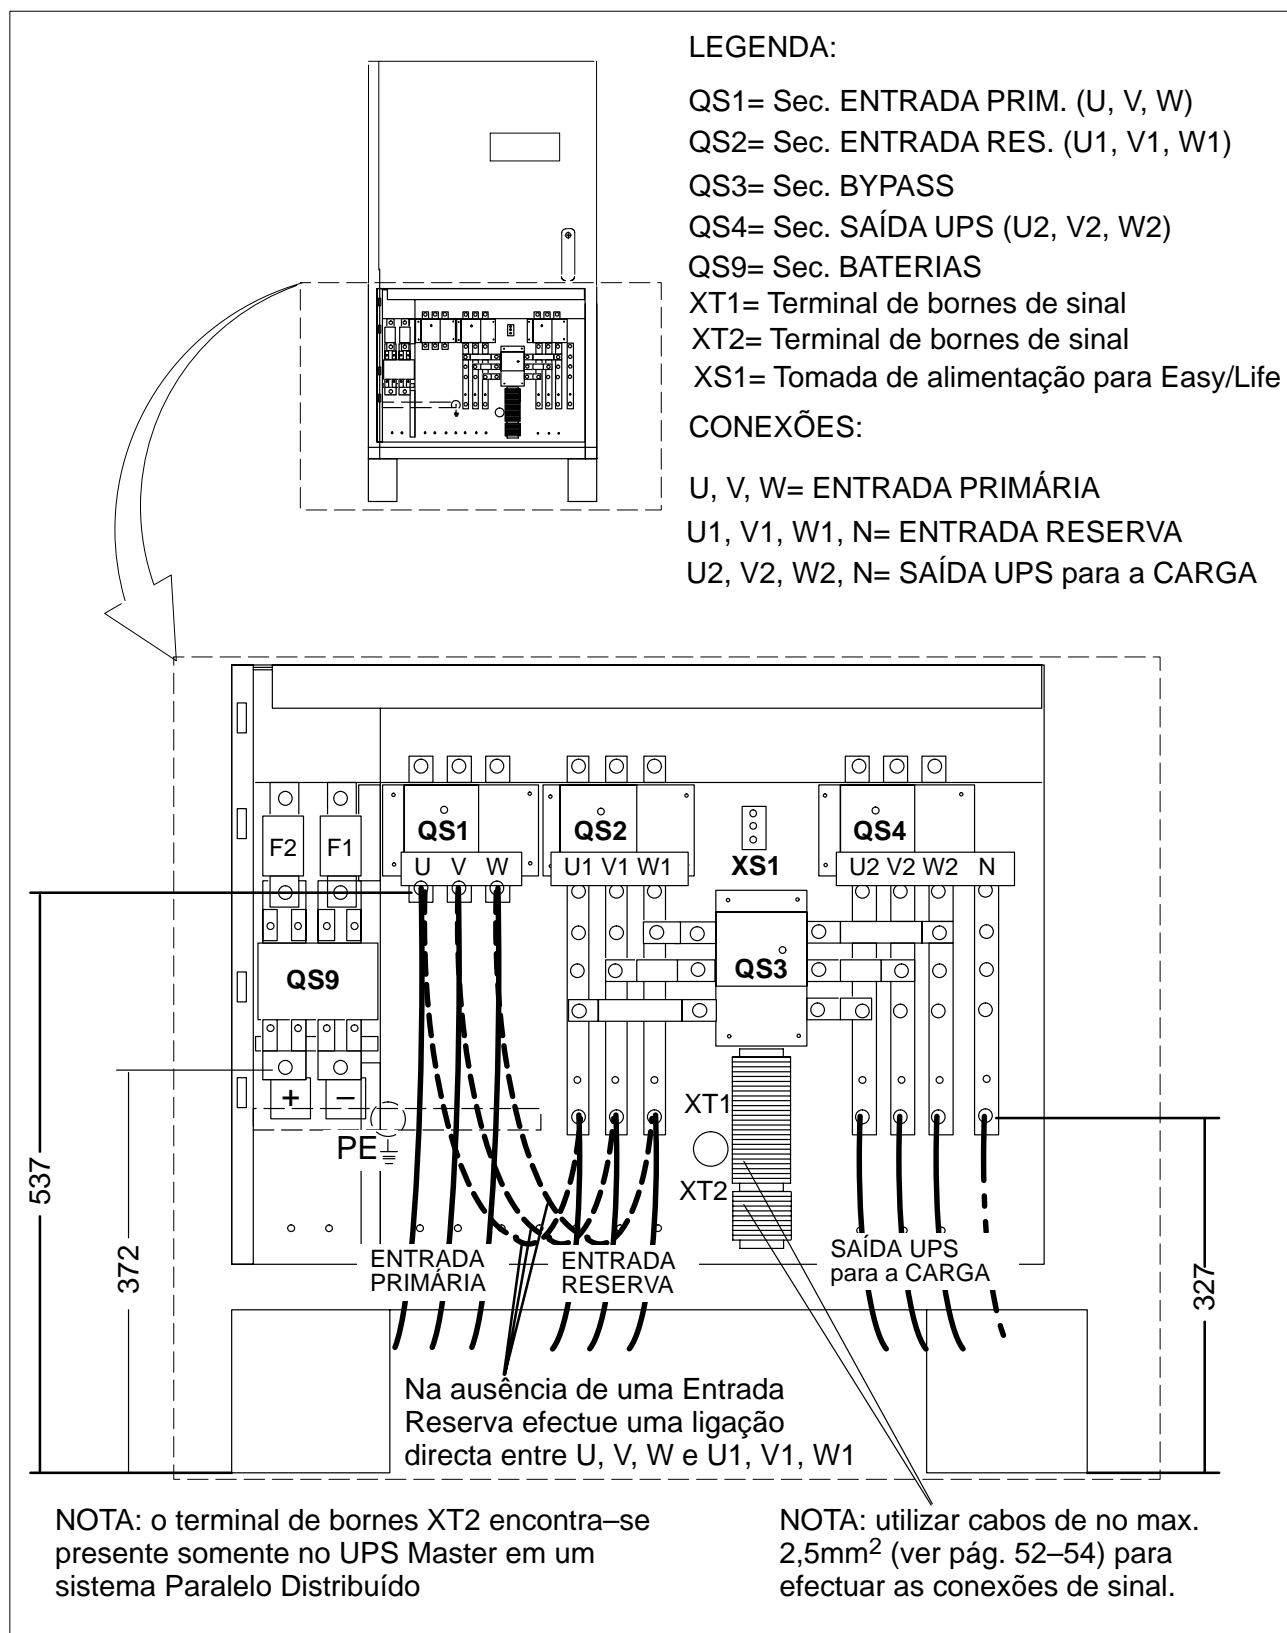 LEGENDA:
QS1= Sec. ENTRADA PRIM. (U, V, W)
QS2= Sec. ENTRADA RES. (U1, V1, W1)
QS3= Sec. BYPASS
QS4= Sec. SAÍDA UPS (U2, V2, W2)
QS9= Sec. BATERIAS
XT1= Terminal de bornes de sinal
XT2= Terminal de bornes de sinal
XS1= Tomada de alimentação para Easy/Life
CONEXÕES:
U, V, W= ENTRADA PRIMÁRIA
U1, V1, W1, N= ENTRADA RESERVA
U2, V2, W2, N= SAÍDA UPS para a CARGA
QS1
QS2
QS4
F2
F1
U V W
U1 V1 W1
XS1
U2 V2 W2 N
QS9
QS3
+
−
XT1
PE
XT2
537
372
327
ENTRADA
PRIMÁRIA
ENTRADA
RESERVA
SAÍDA UPS
para a CARGA
Na ausência de uma Entrada
Reserva efectue uma ligação
directa entre U, V, W e U1, V1, W1
NOTA: o terminal de bornes XT2 encontra–se
presente somente no UPS Master em um
sistema Paralelo Distribuído
NOTA: utilizar cabos de no max.
2,5mm² (ver pág. 52–54) para
efectuar as conexões de sinal.